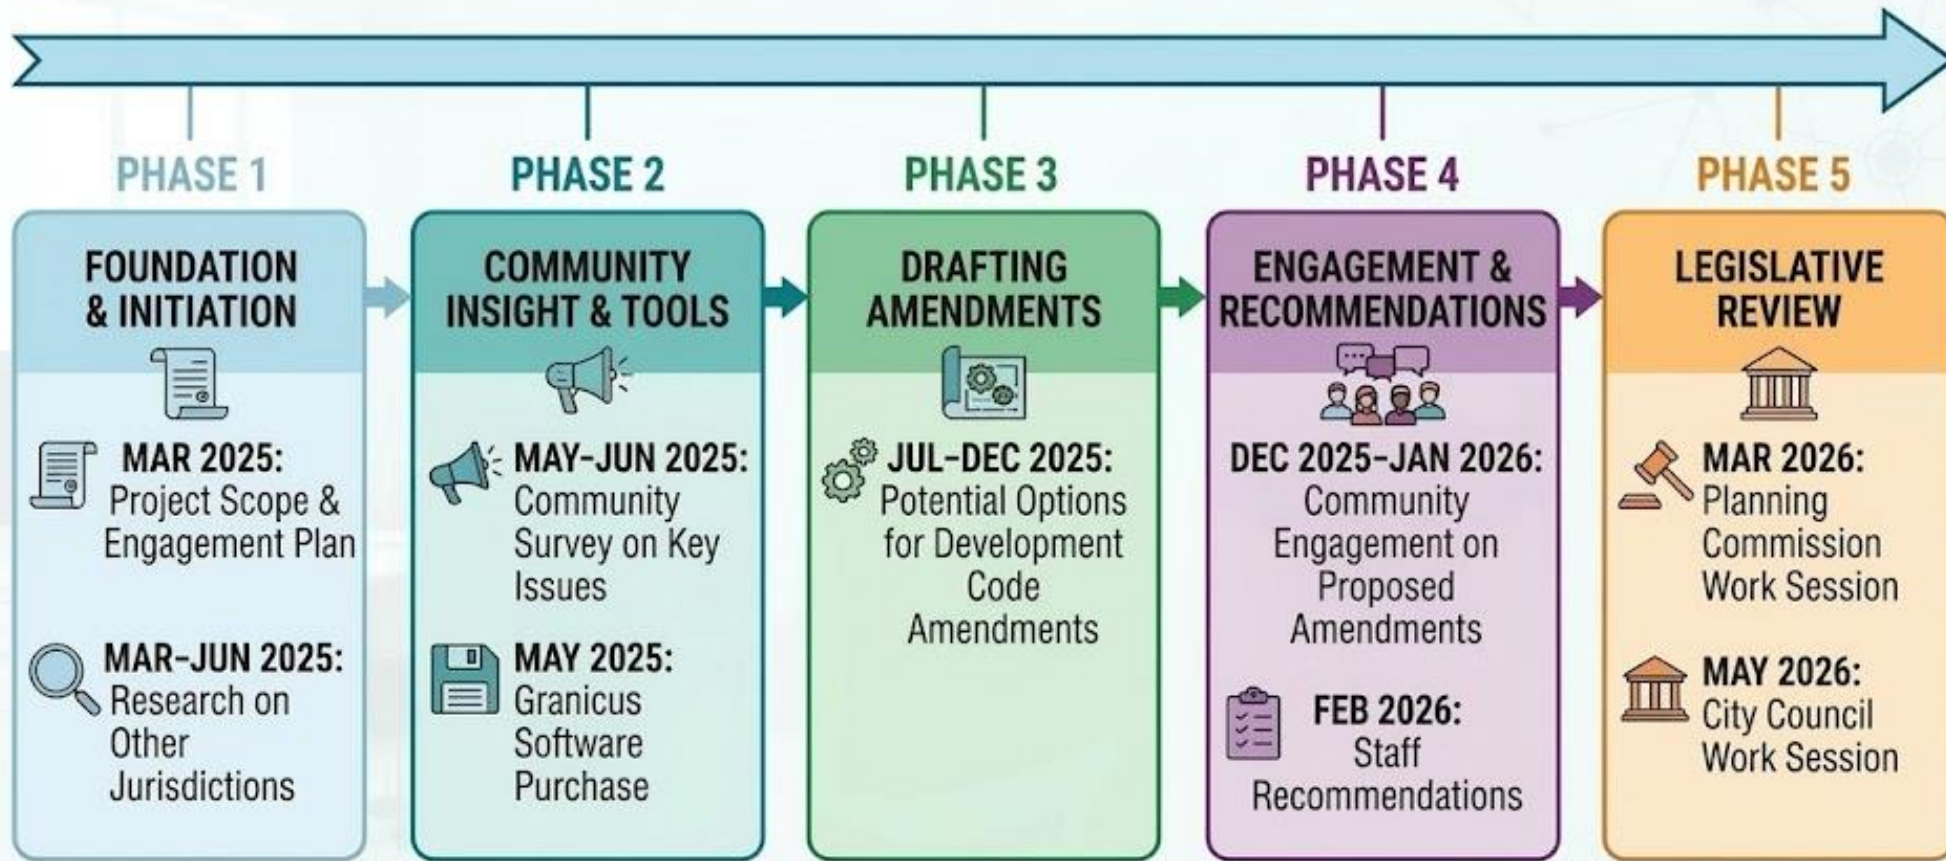 PHASE 1
FOUNDATION
& INITIATION
MAR 2025:
Project Scope &
Engagement Plan
MAR–JUN 2025:
Research on
Other
Jurisdictions
PHASE 2
COMMUNITY
INSIGHT & TOOLS
MAY–JUN 2025:
Community
Survey on Key
Issues
MAY 2025:
Granicus
Software
Purchase
PHASE 3
DRAFTING
AMENDMENTS
JUL–DEC 2025:
Potential Options
for Development
Code
Amendments
PHASE 4
ENGAGEMENT &
RECOMMENDATIONS
DEC 2025–JAN 2026:
Community
Engagement on
Proposed
Amendments
FEB 2026:
Staff
Recommendations
PHASE 5
LEGISLATIVE
REVIEW
MAR 2026:
Planning
Commission
Work Session
MAY 2026:
City Council
Work Session